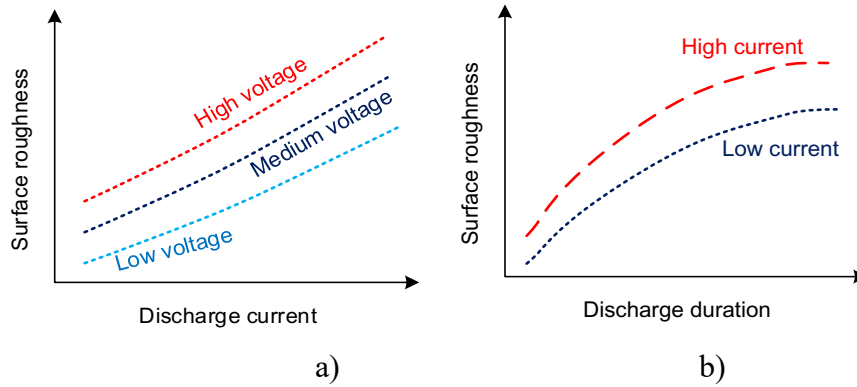 Surface roughness
High voltage
Medium voltage
Low voltage
Discharge current
a)
Surface roughness
High current
Low current
Discharge duration
b)